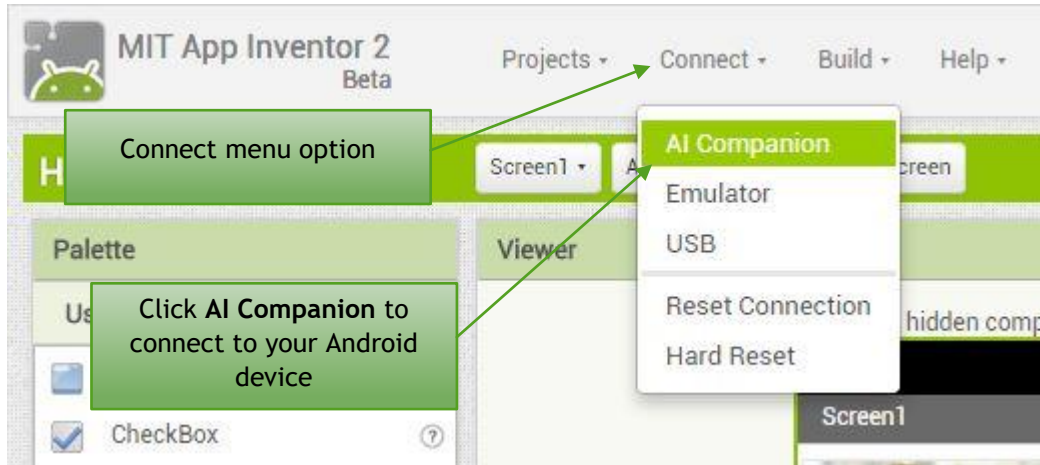 MIT App Inventor 2
Beta
Projects
Connect
Build
Help
Connect menu option
H
Screen1
A
creen
AI Companion
Emulator
USB
Reset Connection
Hard Reset
Palette
Viewer
Us
Click AI Companion to
connect to your Android
device
hidden comp
CheckBox
Screen1